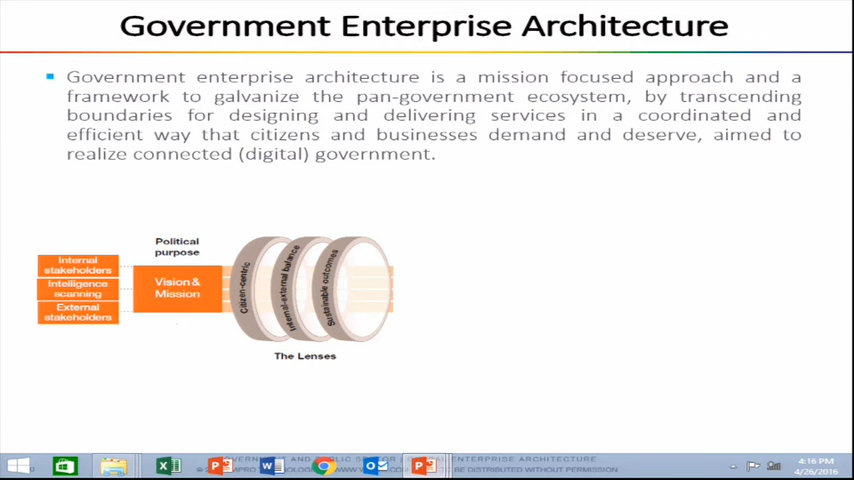 Government Enterprise Architecture
Government enterprise architecture is a mission focused approach and a
framework to galvanize the pan-government ecosystem, by transcending
boundaries for designing and delivering services in a coordinated and
efficient way that citizens and businesses demand and deserve, aimed to
realize connected (digital) government.
Political
purpose
Internal
stakeholders
Intelligence
scanning
External
stakeholders
Vision &
Mission
Citizen-centric
Internal-external balance
Sustainable outcomes
The Lenses
ENTERPRISE ARCHITECTURE
TO BE DISTRIBUTED WITHOUT PERMISSION
4:16 PM
4/26/2016